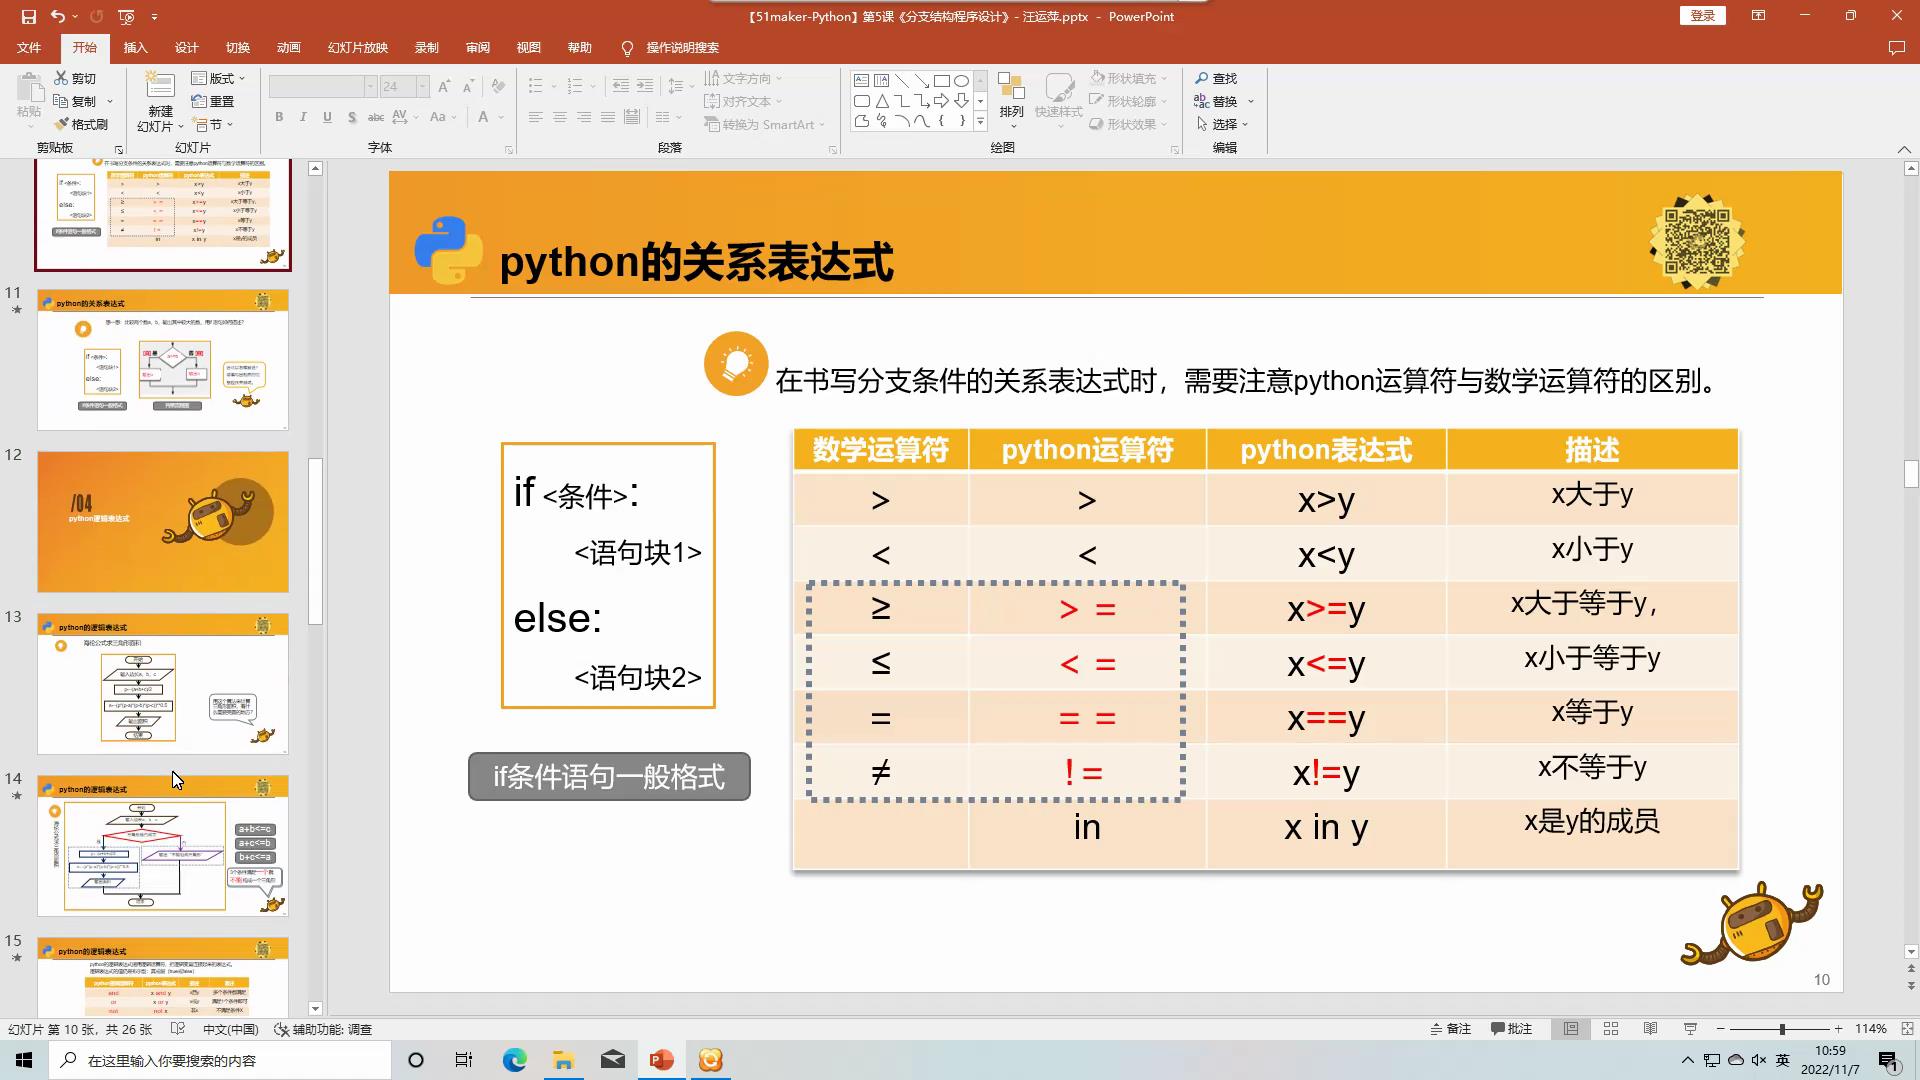 【51maker-Python】第5课《分支结构程序设计》- 汪运萍.pptx - PowerPoint
登录
文件 开始 插入 设计 切换 动画 幻灯片放映 录制 审阅 视图 帮助 操作说明搜索
粘贴 剪切 复制 格式刷 剪贴板
新建 幻灯片 版式 重置 节 幻灯片
24 字体
文字方向 对齐文本 转换为 SmartArt 段落
排列 快速样式 形状填充 形状轮廓 形状效果 绘图
查找 替换 选择 编辑
11
python的关系表达式
12
/04
python逻辑表达式
13
python的逻辑表达式
海伦公式求三角形面积
14
python的逻辑表达式
a+b<=c
a+c<=b
b+c<=a
15
python的逻辑表达式
python的关系表达式
在书写分支条件的关系表达式时，需要注意python运算符与数学运算符的区别。
if <条件>:
<语句块1>
else:
<语句块2>
if条件语句一般格式
数学运算符 python运算符 python表达式 描述
> > x>y x大于y
< < x<y x小于y
≥ > = x>=y x大于等于y，
≤ < = x<=y x小于等于y
= = = x==y x等于y
≠ ! = x!=y x不等于y
in x in y x是y的成员
10
幻灯片 第 10 张，共 26 张 中文(中国) 辅助功能: 调查 备注 批注 114%
在这里输入你要搜索的内容
英
10:59
2022/11/7